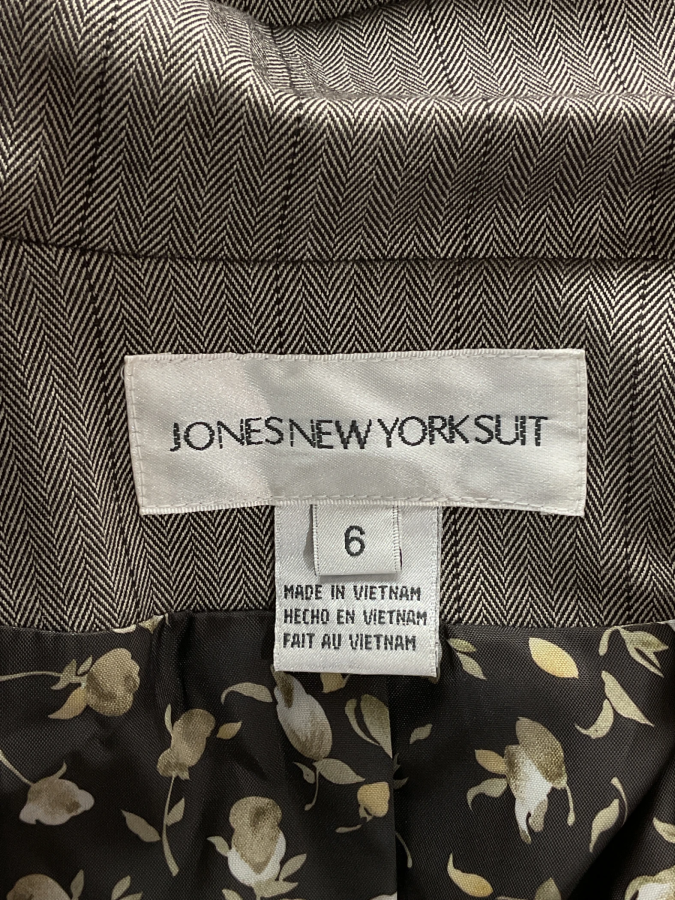 JONES NEW YORK SUIT
6
MADE IN VIETNAM
HECHO EN VIETNAM
FAIT AU VIETNAM